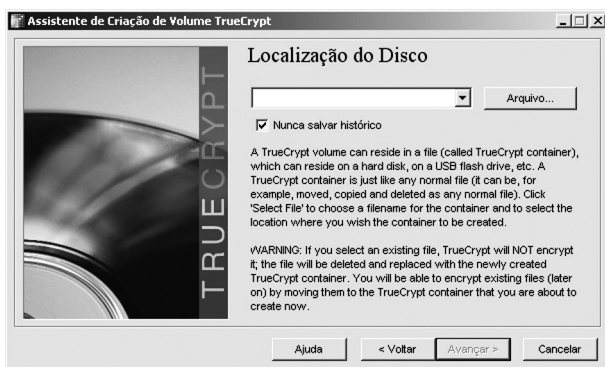 Assistente de Criação de Volume TrueCrypt
TRUECRYPT
Localização do Disco
Arquivo...
Nunca salvar histórico
A TrueCrypt volume can reside in a file (called TrueCrypt container),
which can reside on a hard disk, on a USB flash drive, etc. A
TrueCrypt container is just like any normal file (it can be, for
example, moved, copied and deleted as any normal file). Click
'Select File' to choose a filename for the container and to select the
location where you wish the container to be created.
WARNING: If you select an existing file, TrueCrypt will NOT encrypt
it; the file will be deleted and replaced with the newly created
TrueCrypt container. You will be able to encrypt existing files (later
on) by moving them to the TrueCrypt container that you are about to
create now.
Ajuda < Voltar Avançar > Cancelar